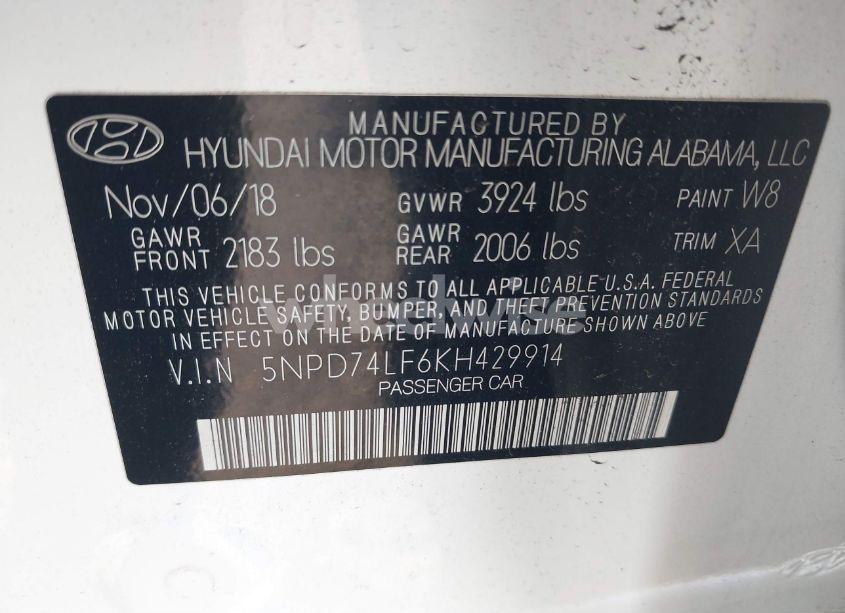 MANUFACTURED BY
HYUNDAI MOTOR MANUFACTURING ALABAMA, LLC
Nov/06/18 GVWR 3924 lbs PAINT W8
GAWR FRONT 2183 lbs GAWR REAR 2006 lbs TRIM XA
THIS VEHICLE CONFORMS TO ALL APPLICABLE U.S.A. FEDERAL
MOTOR VEHICLE SAFETY, BUMPER, AND THEFT PREVENTION STANDARDS
IN EFFECT ON THE DATE OF MANUFACTURE SHOWN ABOVE
V.I.N 5NPD74LF6KH429914
PASSENGER CAR
wheelwise